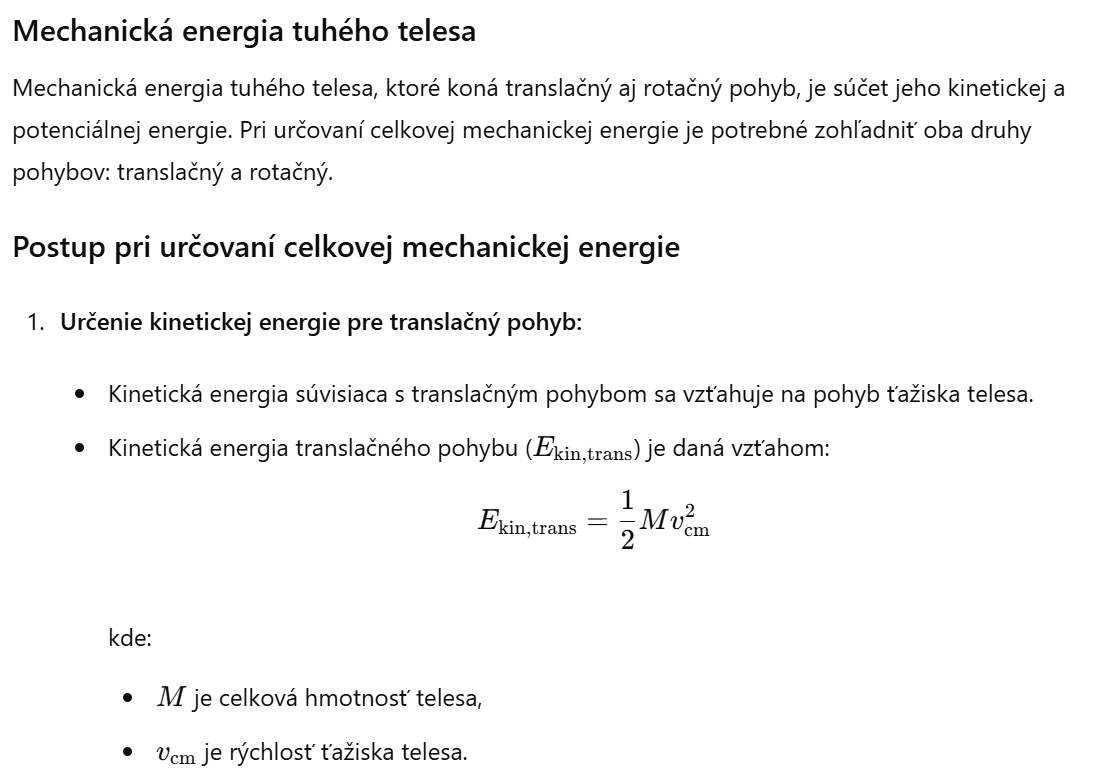 Mechanická energia tuhého telesa
Mechanická energia tuhého telesa, ktoré koná translačný aj rotačný pohyb, je súčet jeho kinetickej a
potenciálnej energie. Pri určovaní celkovej mechanickej energie je potrebné zohľadniť oba druhy
pohybov: translačný a rotačný.
Postup pri určovaní celkovej mechanickej energie
1. Určenie kinetickej energie pre translačný pohyb:
• Kinetická energia súvisiaca s translačným pohybom sa vzťahuje na pohyb ťažiska telesa.
• Kinetická energia translačného pohybu (E_kin,trans) je daná vzťahom:
E_kin,trans = 1/2 Mv_cm^2
kde:
• M je celková hmotnosť telesa,
• v_cm je rýchlosť ťažiska telesa.